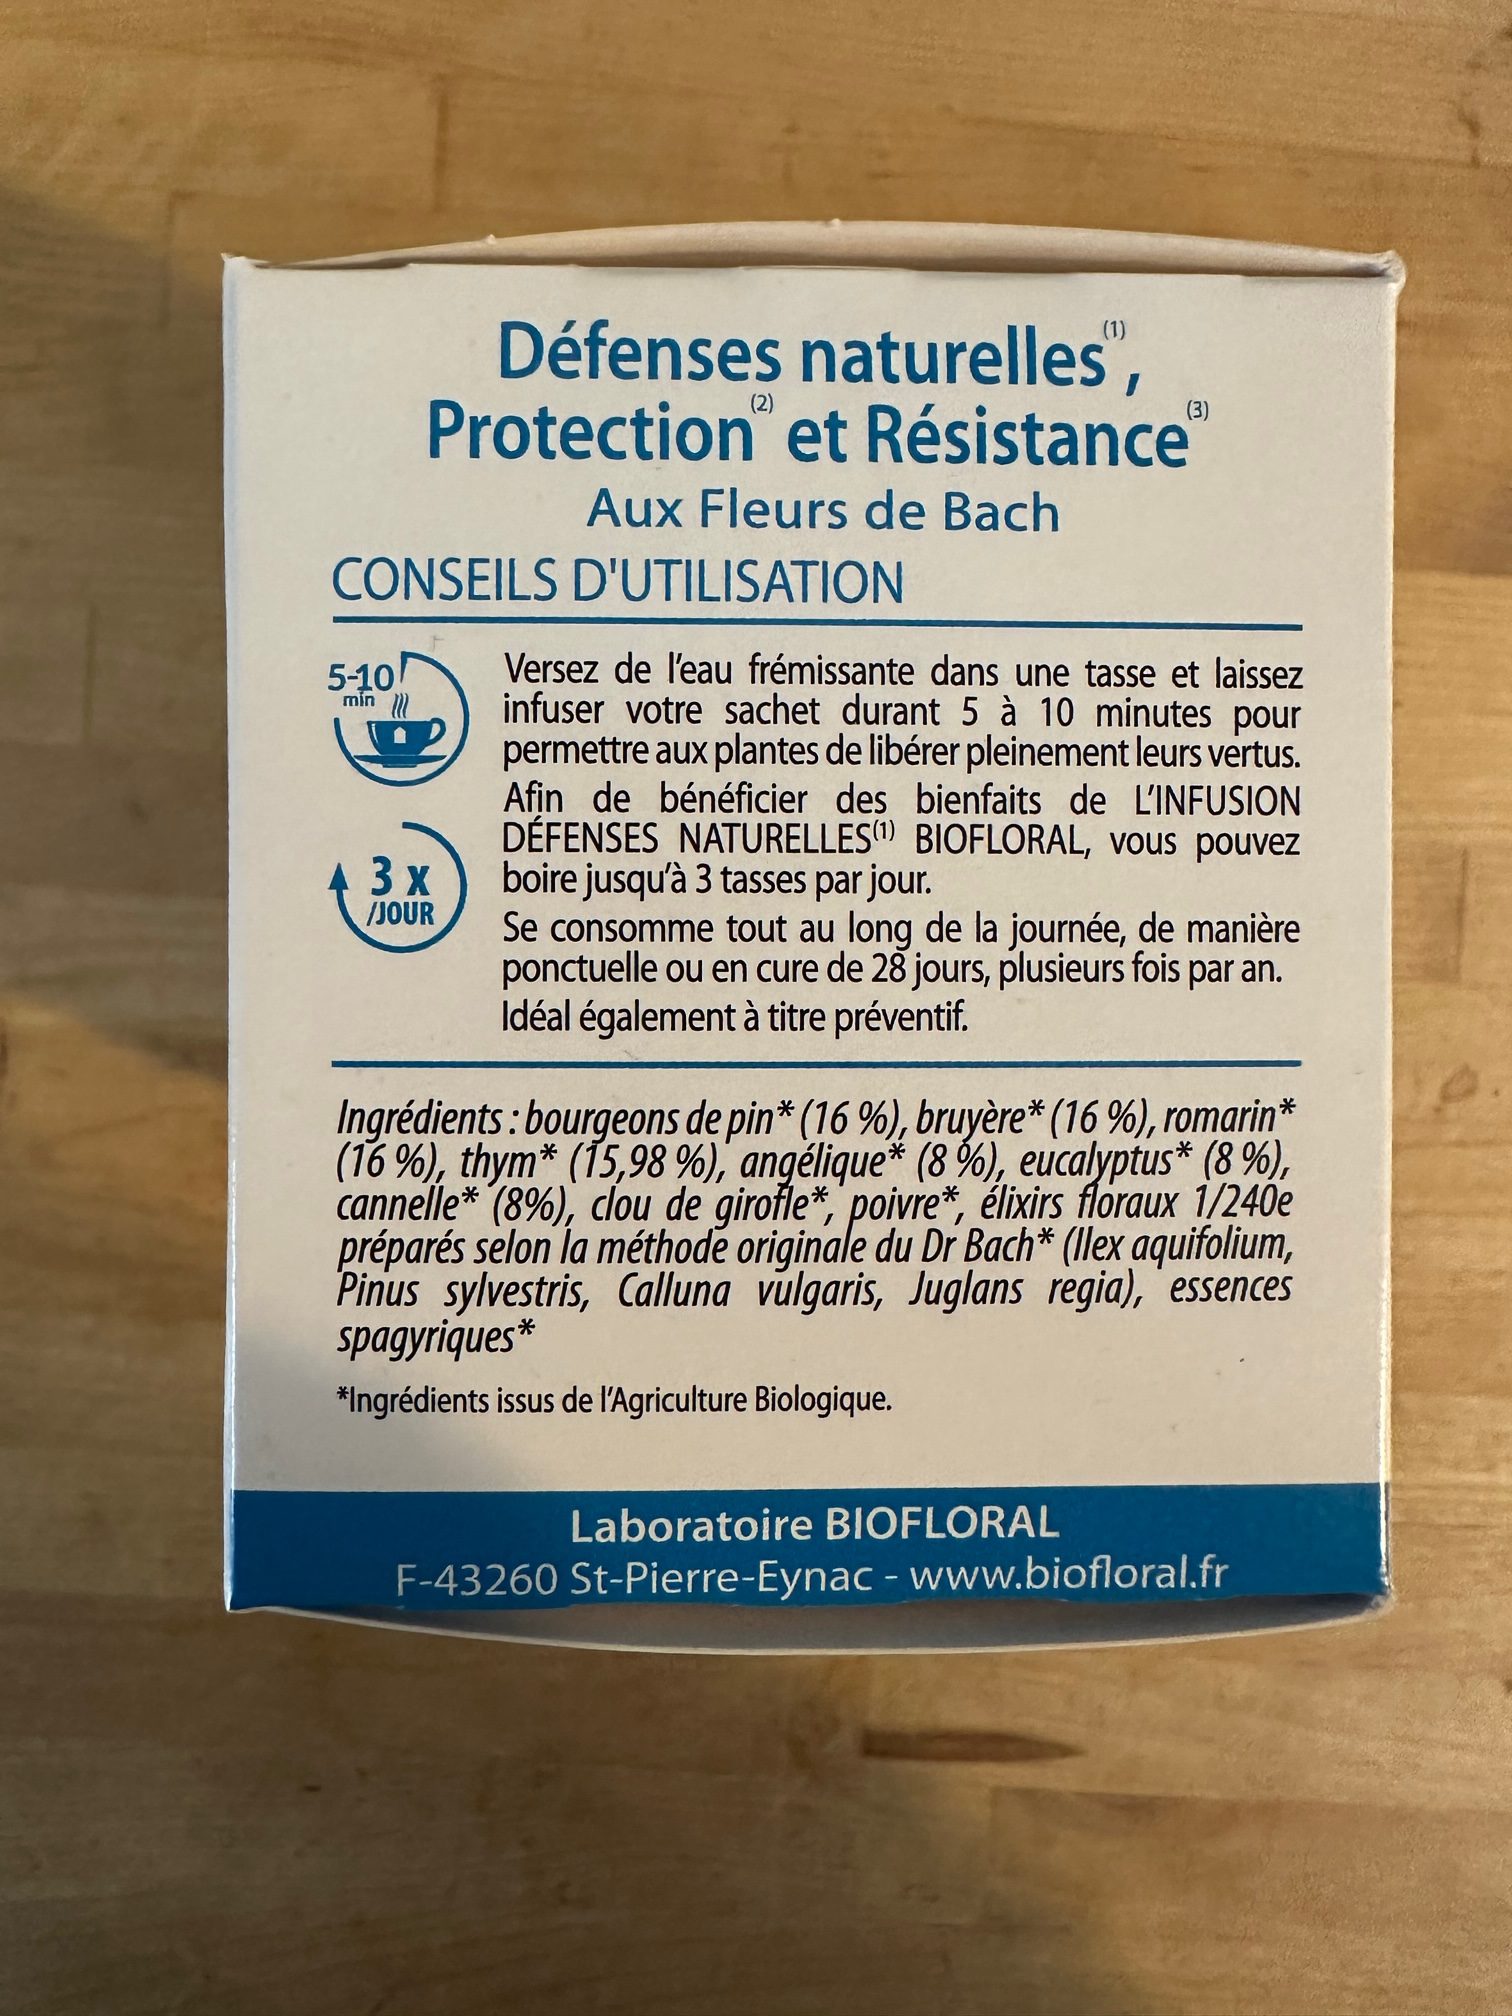 Défenses naturelles(1),
Protection(2) et Résistance(3)
Aux Fleurs de Bach
CONSEILS D'UTILISATION
5-10
min
Versez de l'eau frémissante dans une tasse et laissez
infuser votre sachet durant 5 à 10 minutes pour
permettre aux plantes de libérer pleinement leurs vertus.
Afin de bénéficier des bienfaits de L'INFUSION
DÉFENSES NATURELLES(1) BIOFLORAL, vous pouvez
boire jusqu'à 3 tasses par jour.
3 x
/JOUR
Se consomme tout au long de la journée, de manière
ponctuelle ou en cure de 28 jours, plusieurs fois par an.
Idéal également à titre préventif.
Ingrédients : bourgeons de pin* (16 %), bruyère* (16 %), romarin*
(16 %), thym* (15,98 %), angélique* (8 %), eucalyptus* (8 %),
cannelle* (8%), clou de girofle*, poivre*, élixirs floraux 1/240e
préparés selon la méthode originale du Dr Bach* (Ilex aquifolium,
Pinus sylvestris, Calluna vulgaris, Juglans regia), essences
spagyriques*
*Ingrédients issus de l'Agriculture Biologique.
Laboratoire BIOFLORAL
F-43260 St-Pierre-Eynac - www.biofloral.fr